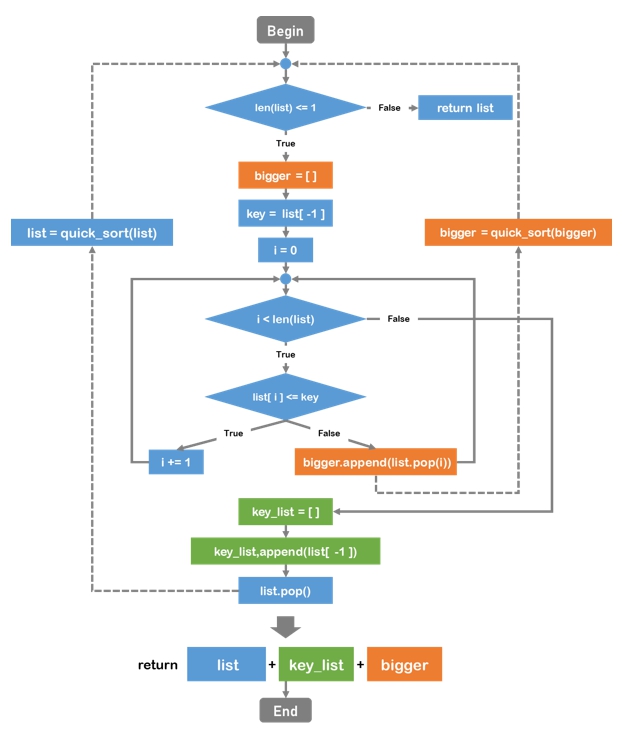 Begin
len(list) <= 1
False
return list
True
bigger = [ ]
key = list[ -1 ]
list = quick_sort(list)
bigger = quick_sort(bigger)
i = 0
i < len(list)
False
True
list[ i ] <= key
True
False
i += 1
bigger.append(list.pop(i))
key_list = [ ]
key_list,append(list[ -1 ])
list.pop()
return list + key_list + bigger
End